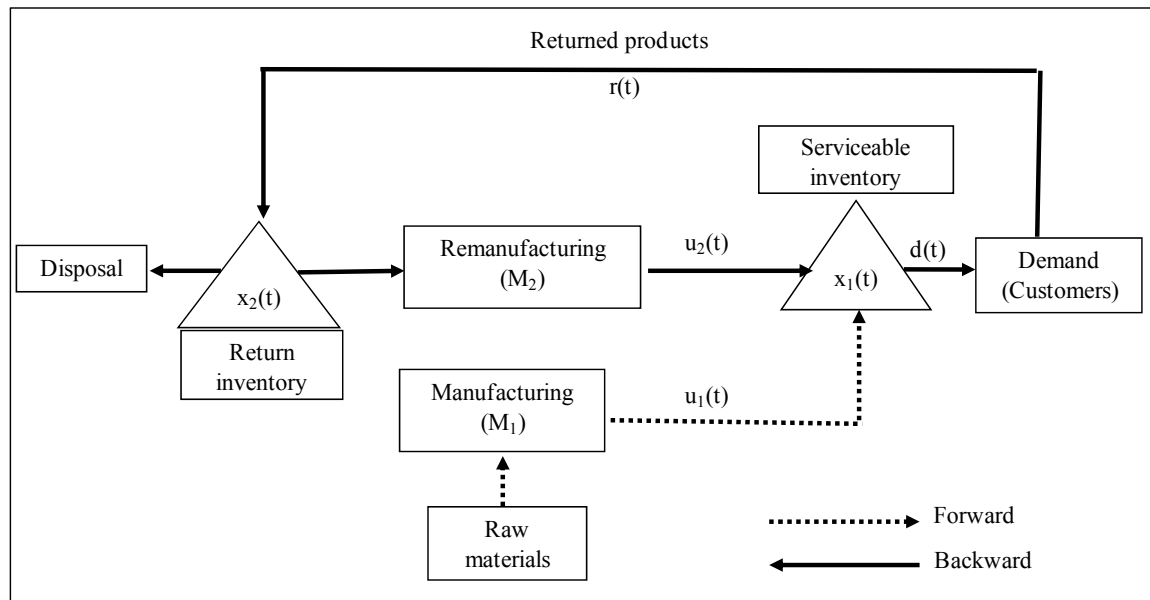 Returned products
r(t)
Serviceable
inventory
Disposal
x₂(t)
Return
inventory
Remanufacturing
(M₂)
u₂(t)
x₁(t)
d(t)
Demand
(Customers)
Manufacturing
(M₁)
u₁(t)
Raw
materials
Forward
Backward